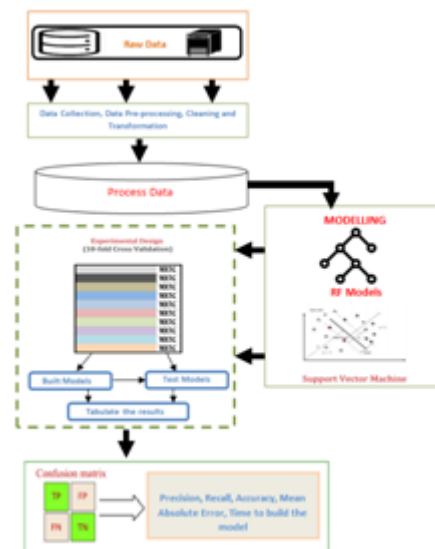 Raw Data
Data Collection, Data Pre-processing, Cleaning and
Transformation
Process Data
MODELLING
RF Models
Support Vector Machine
Experimental Design
(10-fold Cross Validation)
Built Models
Test Models
Tabulate the results
Confusion matrix
TP FP
FN TN
Precision, Recall, Accuracy, Mean
Absolute Error, Time to build the
model